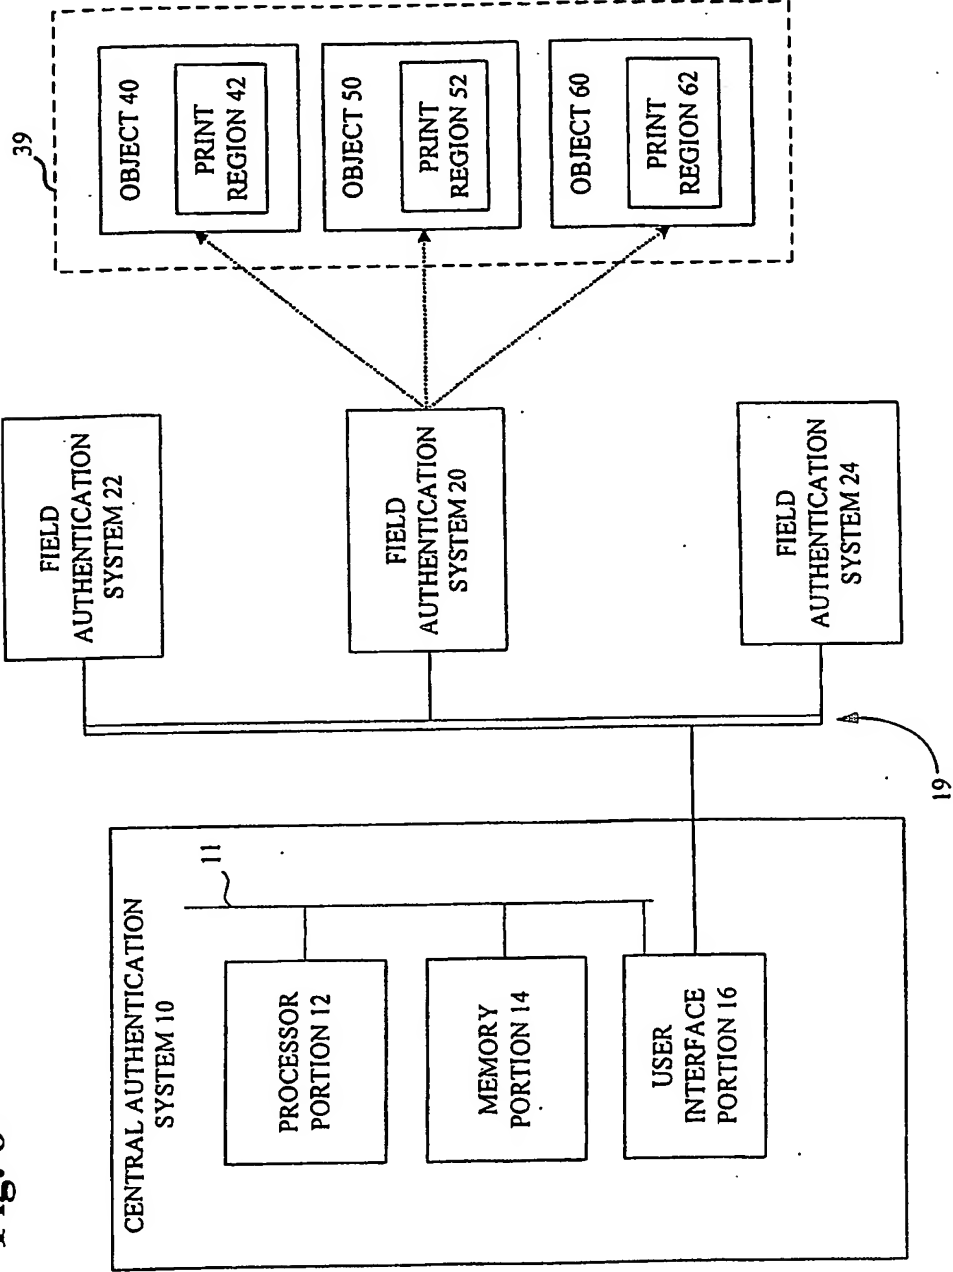 CENTRAL AUTHENTICATION
SYSTEM 10
11
PROCESSOR
PORTION 12
MEMORY
PORTION 14
USER
INTERFACE
PORTION 16
19
FIELD
AUTHENTICATION
SYSTEM 22
FIELD
AUTHENTICATION
SYSTEM 20
FIELD
AUTHENTICATION
SYSTEM 24
39
OBJECT 40
PRINT
REGION 42
OBJECT 50
PRINT
REGION 52
OBJECT 60
PRINT
REGION 62